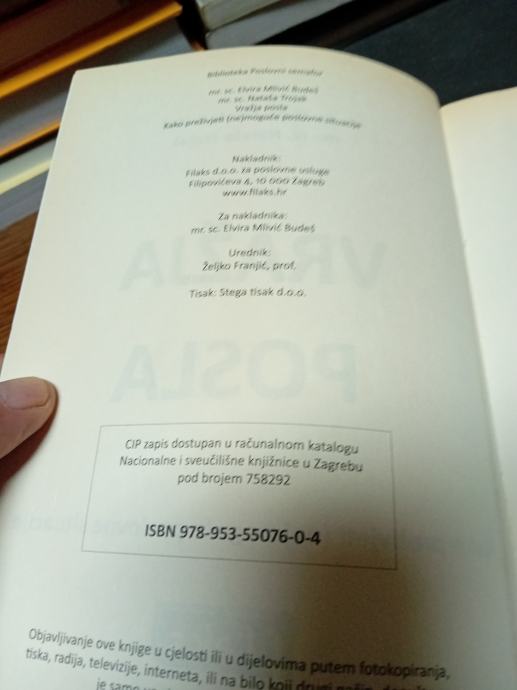 Biblioteka Poslovni semafor
mr. sc. Elvira Mlivić Budeš
mr. sc. Nataša Trojak
Vražja posla
Kako preživjeti (ne)moguće poslovne situacije
Nakladnik:
Filaks d.o.o. za poslovne usluge
Filipovićeva 4, 10 000 Zagreb
www.filaks.hr
Za nakladnika:
mr. sc. Elvira Mlivić Budeš
Urednik:
Željko Franjić, prof.
Tisak: Stega tisak d.o.o.
CIP zapis dostupan u računalnom katalogu
Nacionalne i sveučilišne knjižnice u Zagrebu
pod brojem 758292
ISBN 978-953-55076-0-4
Objavljivanje ove knjige u cjelosti ili u dijelovima putem fotokopiranja,
tiska, radija, televizije, interneta, ili na bilo koji drugi
je samo